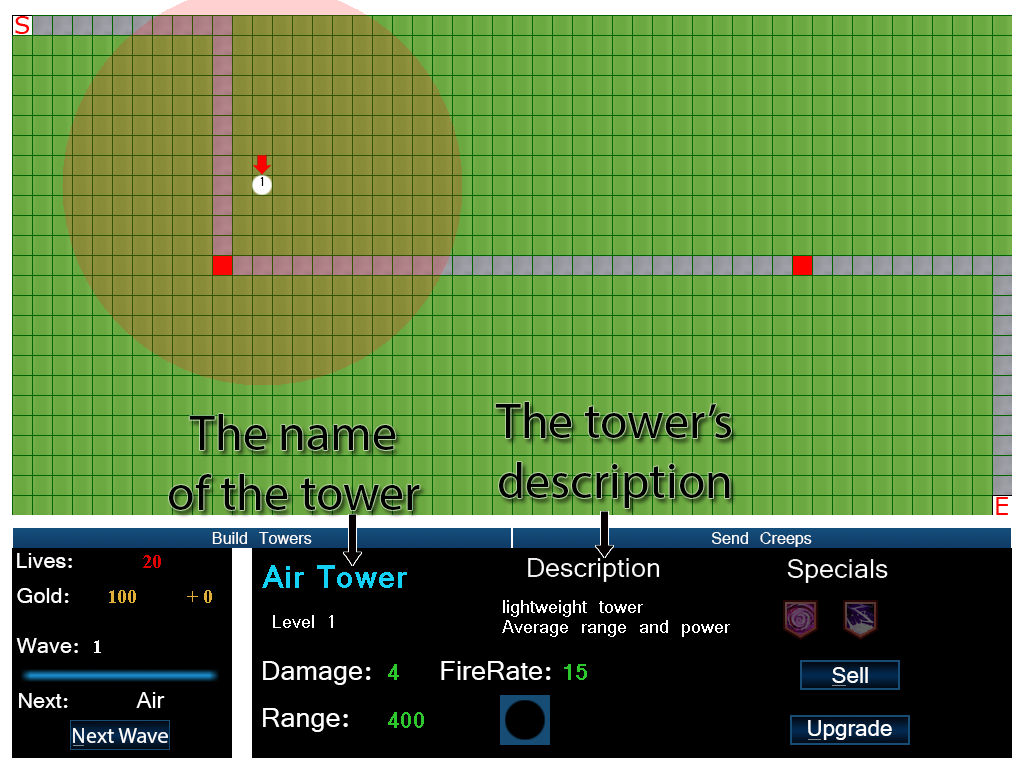 S
1
The name
of the tower
The tower's
description
E
Build Towers
Send Creeps
Lives: 20
Gold: 100 + 0
Wave: 1
Next: Air
Next Wave
Air Tower
Level 1
Damage: 4 FireRate: 15
Range: 400
Description
lightweight tower
Average range and power
Specials
Sell
Upgrade